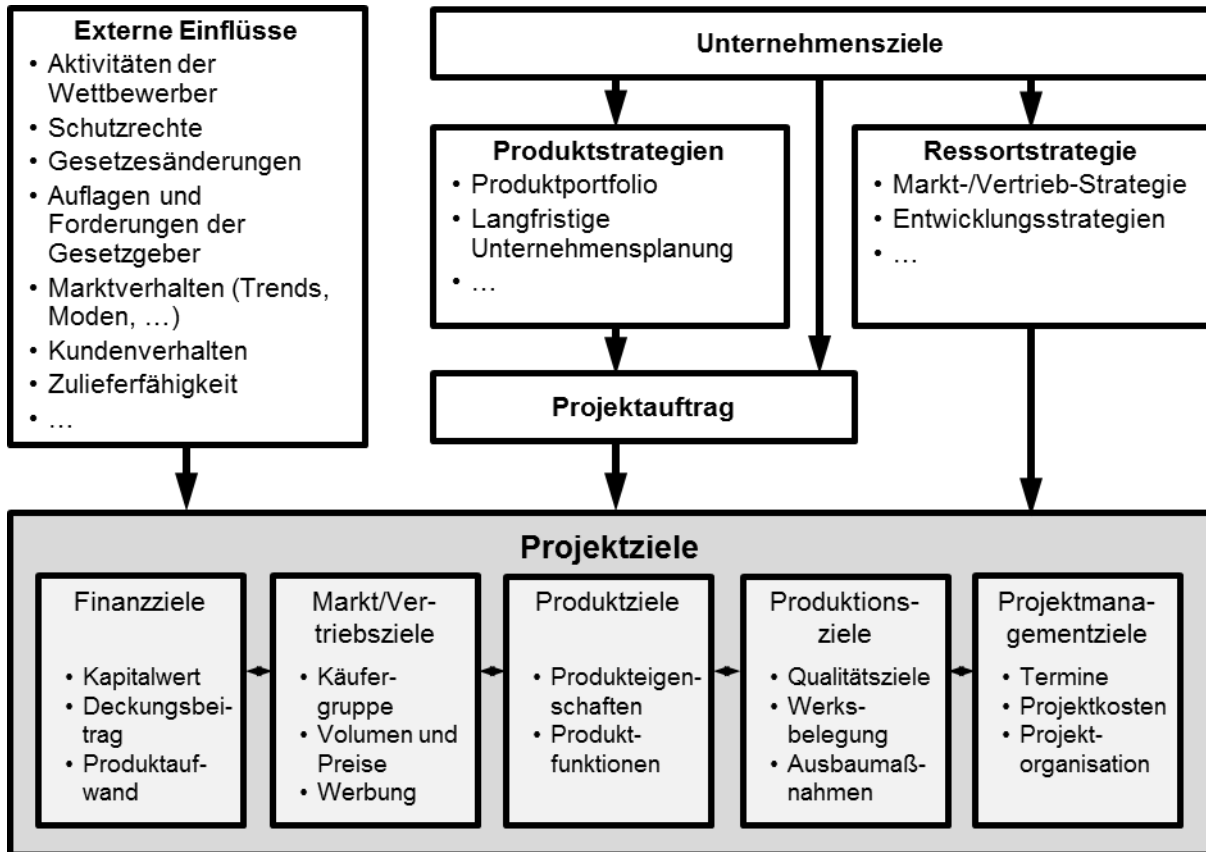 Externe Einflüsse
• Aktivitäten der
Wettbewerber
• Schutzrechte
• Gesetzesänderungen
• Auflagen und
Forderungen der
Gesetzgeber
• Marktverhalten (Trends,
Moden, …)
• Kundenverhalten
• Zulieferfähigkeit
• …
Unternehmensziele
Produktstrategien
• Produktportfolio
• Langfristige
Unternehmensplanung
• …
Ressortstrategie
• Markt-/Vertrieb-Strategie
• Entwicklungsstrategien
• …
Projektauftrag
Projektziele
Finanzziele
• Kapitalwert
• Deckungsbei-
trag
• Produktauf-
wand
Markt/Ver-
triebsziele
• Käufer-
gruppe
• Volumen und
Preise
• Werbung
Produktziele
• Produkteigen-
schaften
• Produkt-
funktionen
Produktions-
ziele
• Qualitätsziele
• Werks-
belegung
• Ausbaumaß-
nahmen
Projektmana-
gementziele
• Termine
• Projektkosten
• Projekt-
organisation